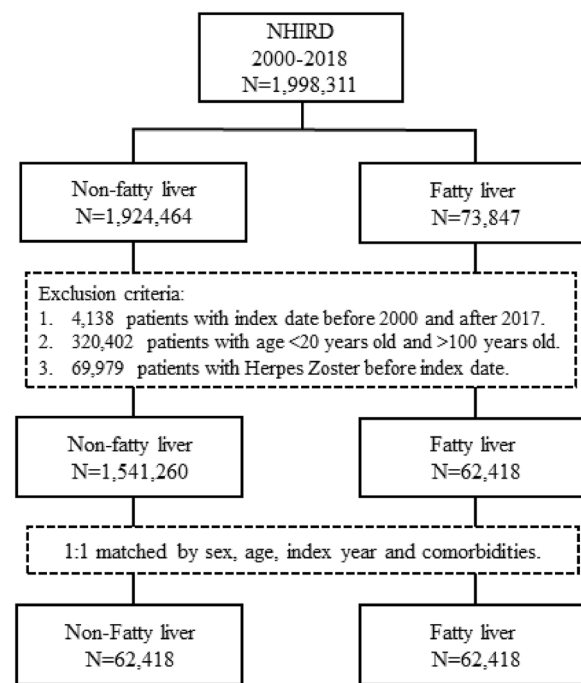 NHIRD
2000-2018
N=1,998,311
Non-fatty liver
N=1,924,464
Fatty liver
N=73,847
Exclusion criteria:
1. 4,138 patients with index date before 2000 and after 2017.
2. 320,402 patients with age <20 years old and >100 years old.
3. 69,979 patients with Herpes Zoster before index date.
Non-fatty liver
N=1,541,260
Fatty liver
N=62,418
1:1 matched by sex, age, index year and comorbidities.
Non-Fatty liver
N=62,418
Fatty liver
N=62,418